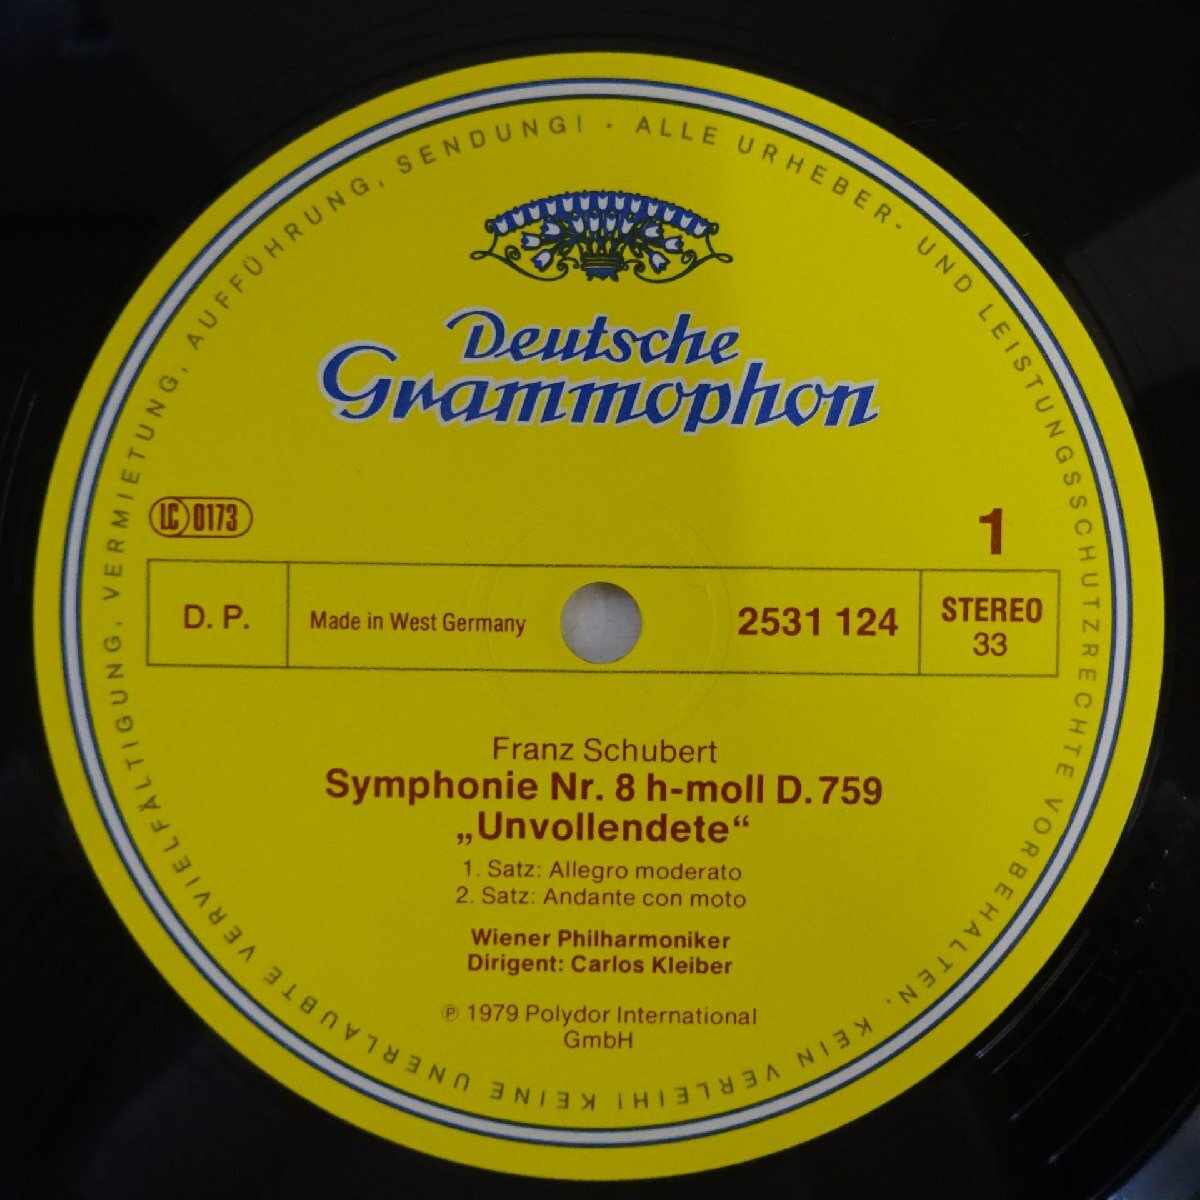 Deutsche
Grammophon
LC 0173
1
D. P.
Made in West Germany
2531 124
STEREO
33
Franz Schubert
Symphonie Nr. 8 h-moll D. 759
„Unvollendete“
1. Satz: Allegro moderato
2. Satz: Andante con moto
Wiener Philharmoniker
Dirigent: Carlos Kleiber
℗ 1979 Polydor International
GmbH
ALLE URHEBER- UND LEISTUNGSSCHUTZRECHTE VORBEHALTEN. KEIN VERLEIH! KEINE UNERLAUBTE VERVIELFÄLTIGUNG, VERMIETUNG, AUFFÜHRUNG, SENDUNG! ·